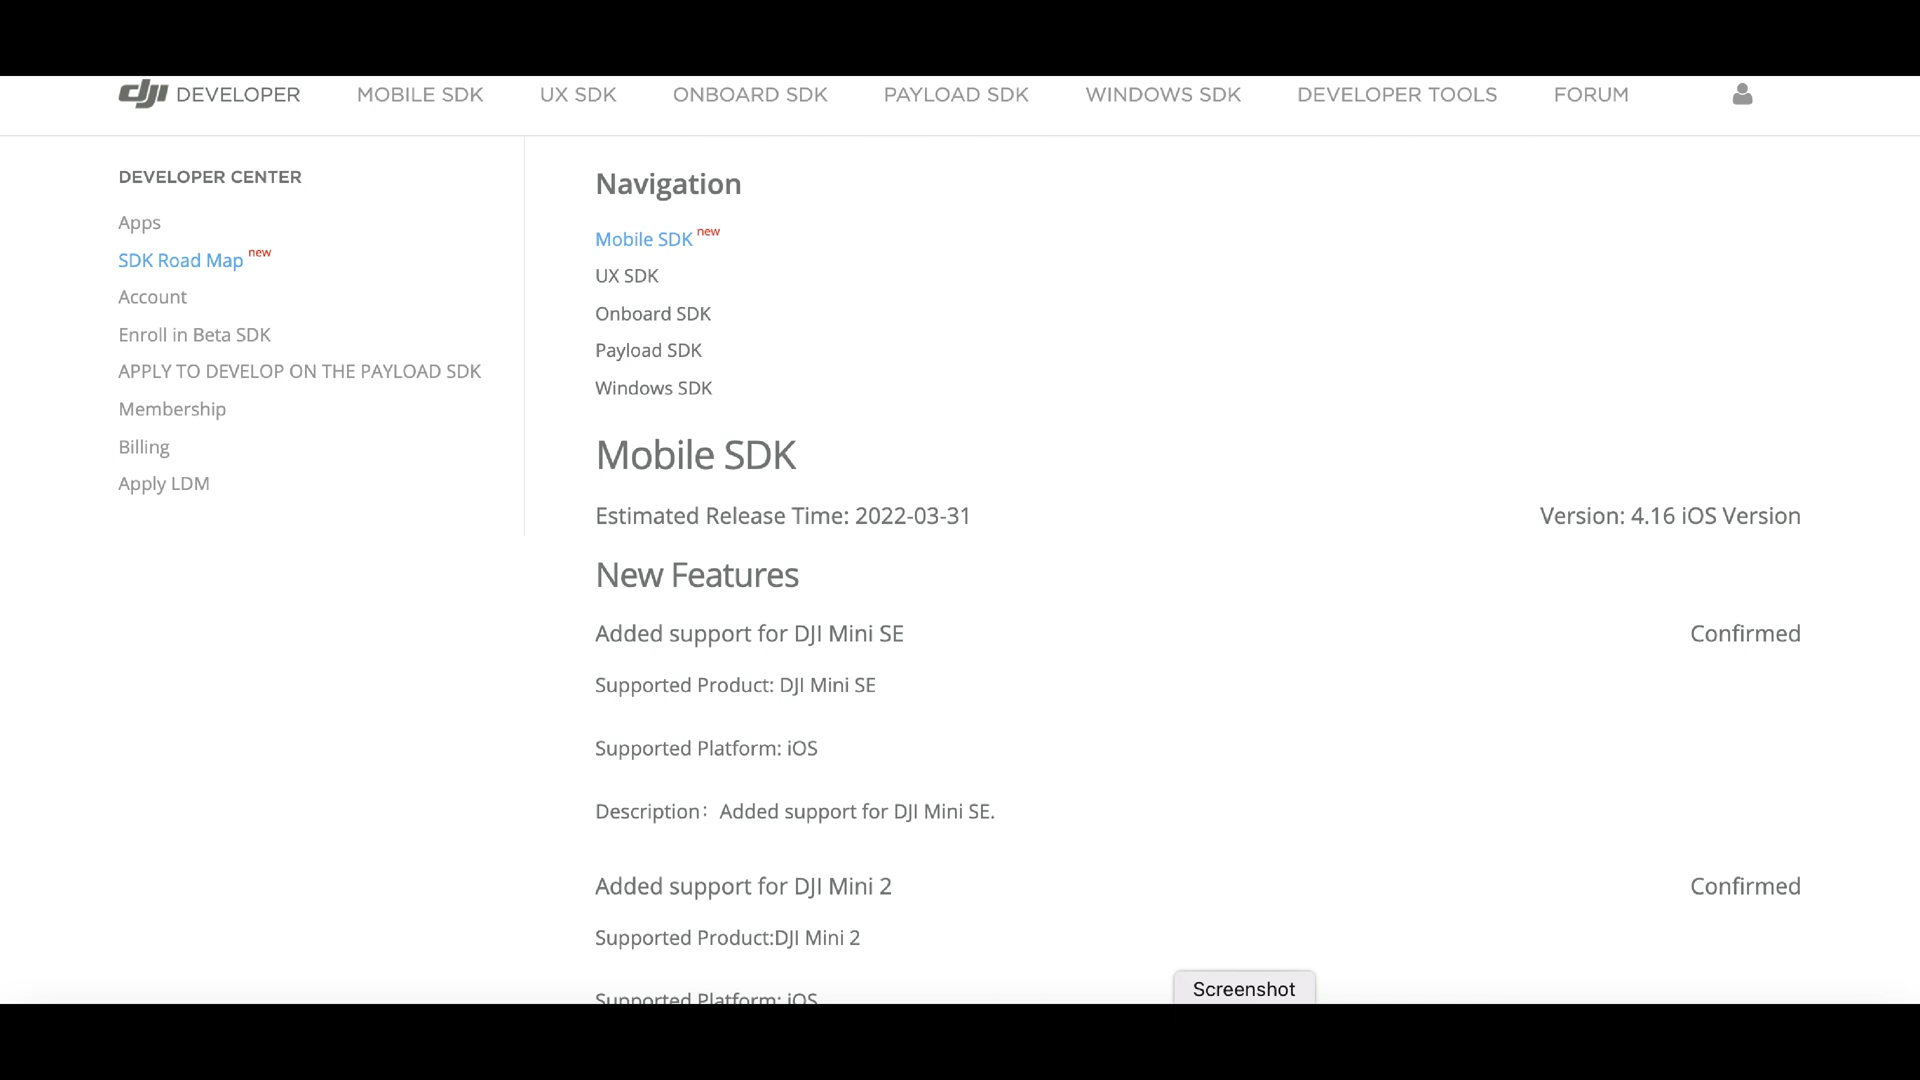 dji DEVELOPER MOBILE SDK UX SDK ONBOARD SDK PAYLOAD SDK WINDOWS SDK DEVELOPER TOOLS FORUM
DEVELOPER CENTER
Apps
SDK Road Map new
Account
Enroll in Beta SDK
APPLY TO DEVELOP ON THE PAYLOAD SDK
Membership
Billing
Apply LDM
Navigation
Mobile SDK new
UX SDK
Onboard SDK
Payload SDK
Windows SDK
Mobile SDK
Estimated Release Time: 2022-03-31 Version: 4.16 iOS Version
New Features
Added support for DJI Mini SE Confirmed
Supported Product: DJI Mini SE
Supported Platform: iOS
Description：Added support for DJI Mini SE.
Added support for DJI Mini 2 Confirmed
Supported Product:DJI Mini 2
Supported Platform: iOS
Screenshot